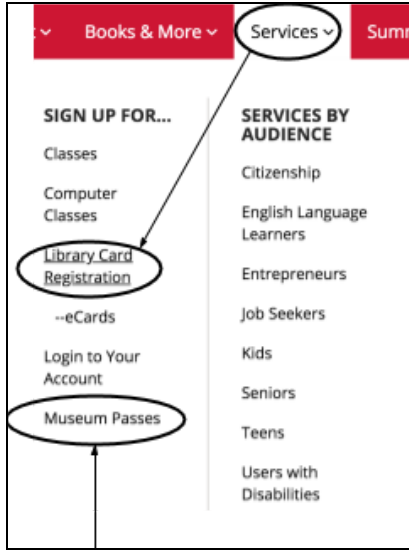 Books & More
Services
Sum
SIGN UP FOR...
Classes
Computer
Classes
Library Card
Registration
--eCards
Login to Your
Account
Museum Passes
SERVICES BY
AUDIENCE
Citizenship
English Language
Learners
Entrepreneurs
Job Seekers
Kids
Seniors
Teens
Users with
Disabilities